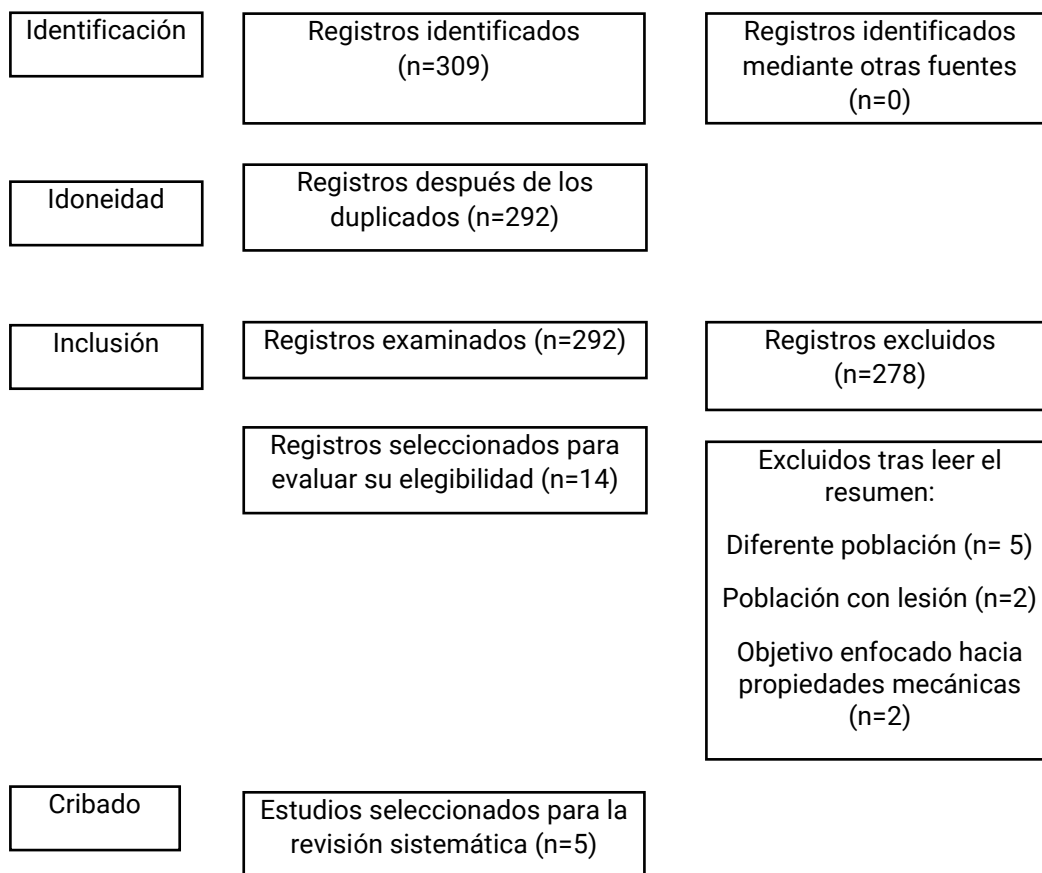 Identificación
Registros identificados
(n=309)
Registros identificados
mediante otras fuentes
(n=0)
Idoneidad
Registros después de los
duplicados (n=292)
Inclusión
Registros examinados (n=292)
Registros excluidos
(n=278)
Registros seleccionados para
evaluar su elegibilidad (n=14)
Excluidos tras leer el
resumen:
Diferente población (n= 5)
Población con lesión (n=2)
Objetivo enfocado hacia
propiedades mecánicas
(n=2)
Cribado
Estudios seleccionados para la
revisión sistemática (n=5)